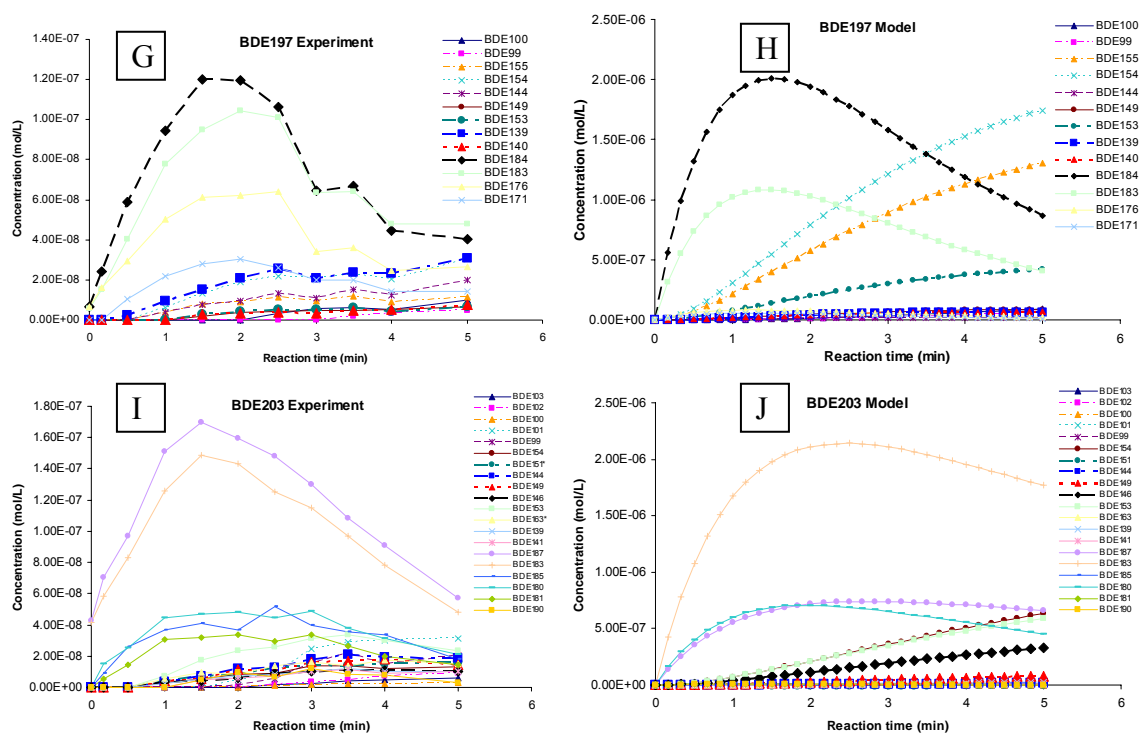 G
BDE197 Experiment
1.40E-07
1.20E-07
1.00E-07
8.00E-08
6.00E-08
4.00E-08
2.00E-08
0.00E+00
Concentration (mol/L)
0 1 2 3 4 5 6
Reaction time (min)
BDE100
BDE99
BDE155
BDE154
BDE144
BDE149
BDE153
BDE139
BDE140
BDE184
BDE183
BDE176
BDE171
H
BDE197 Model
2.50E-06
2.00E-06
1.50E-06
1.00E-06
5.00E-07
0.00E+00
Concentration (mol/L)
0 1 2 3 4 5 6
Reaction time (min)
BDE100
BDE99
BDE155
BDE154
BDE144
BDE149
BDE153
BDE139
BDE140
BDE184
BDE183
BDE176
BDE171
I
BDE203 Experiment
1.80E-07
1.60E-07
1.40E-07
1.20E-07
1.00E-07
8.00E-08
6.00E-08
4.00E-08
2.00E-08
0.00E+00
Concentration (mol/L)
0 1 2 3 4 5 6
Reaction time (min)
BDE103
BDE102
BDE100
BDE101
BDE99
BDE154
BDE151*
BDE144
BDE149
BDE146
BDE153
BDE163*
BDE139
BDE141
BDE187
BDE183
BDE185
BDE180
BDE181
BDE190
J
BDE203 Model
2.50E-06
2.00E-06
1.50E-06
1.00E-06
5.00E-07
0.00E+00
Concentration (mol/L)
0 1 2 3 4 5 6
Reaction time (min)
BDE103
BDE102
BDE100
BDE101
BDE99
BDE154
BDE151
BDE144
BDE149
BDE146
BDE153
BDE163
BDE139
BDE141
BDE187
BDE183
BDE185
BDE180
BDE181
BDE190